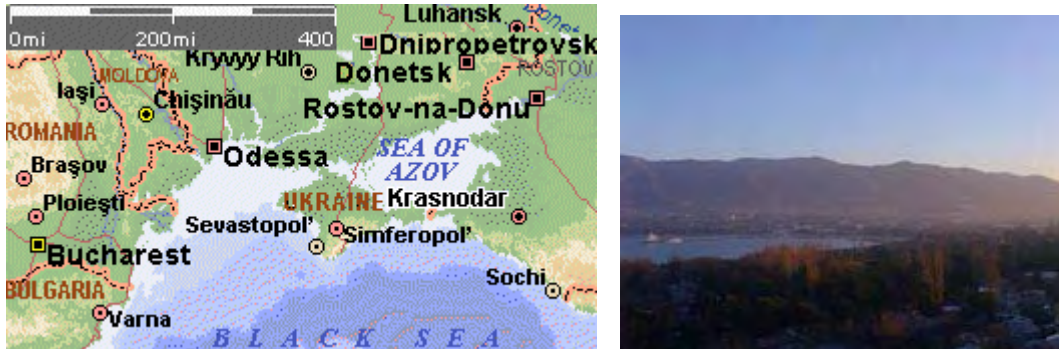 0mi 200mi 400
Luhansk
Donet
Dnipropetrovsk
Kryvyy Rih
Donetsk
ROSTOV
MOLDOVA
Iaşi
Chişinău
Rostov-na-Donu
ROMANIA
Odessa
SEA OF
AZOV
Braşov
UKRAINE
Krasnodar
Ploieşti
Sevastopol'
Simferopol'
Bucharest
Sochi
BULGARIA
Varna
BLACK SEA